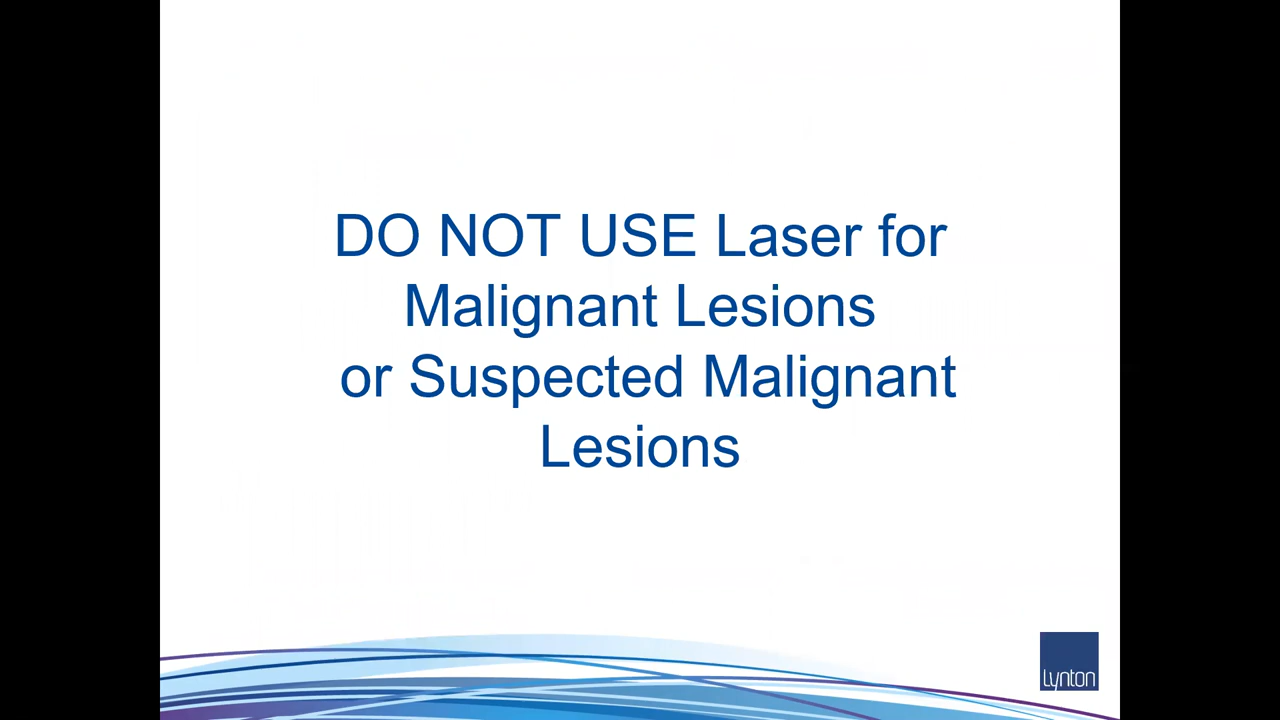 DO NOT USE Laser for
Malignant Lesions
or Suspected Malignant
Lesions
Lynton